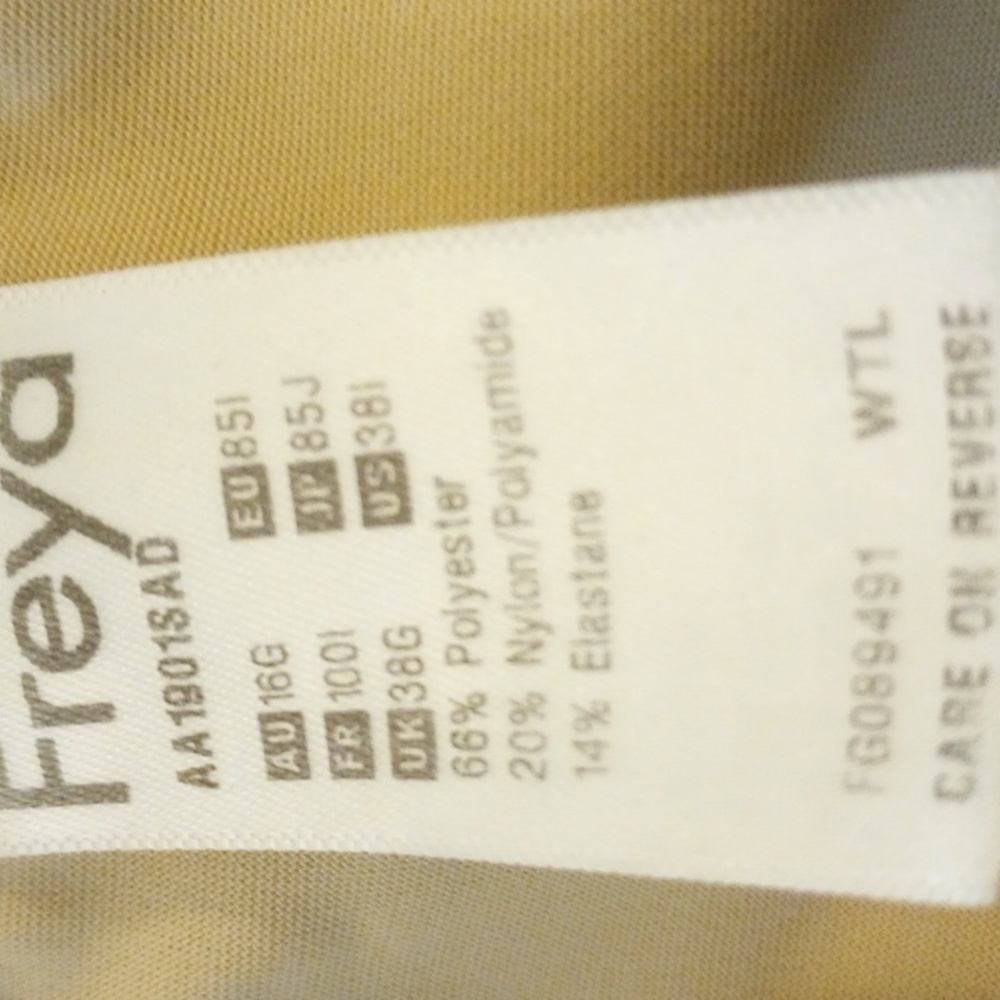 Freya
AA1901SAD
AU 16G EU 85I
FR 100I JP 85J
UK 38G US 38I
66% Polyester
20% Nylon/Polyamide
14% Elastane
FG089491 WTL
CARE ON REVERSE